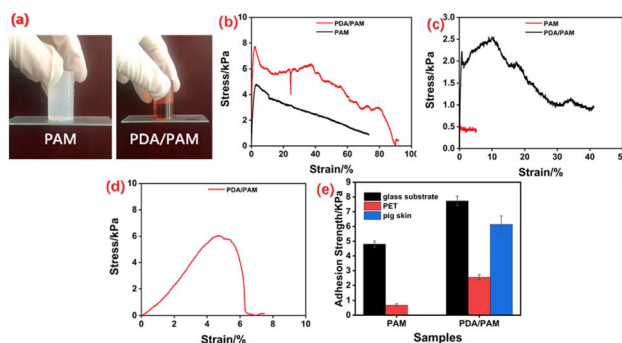 (a)
PAM
PDA/PAM
(b)
PDA/PAM
PAM
Stress/kPa
8
6
4
2
0
0 20 40 60 80 100
Strain/%
(c)
PAM
PDA/PAM
Stress/kPa
3.0
2.5
2.0
1.5
1.0
0.5
0.0
0 10 20 30 40 50
Strain/%
(d)
PDA/PAM
Stress/kPa
10
8
6
4
2
0
0 2 4 6 8 10
Strain/%
(e)
glass substrate
PET
pig skin
Adhesion Strength/KPa
8
7
6
5
4
3
2
1
0
PAM PDA/PAM
Samples